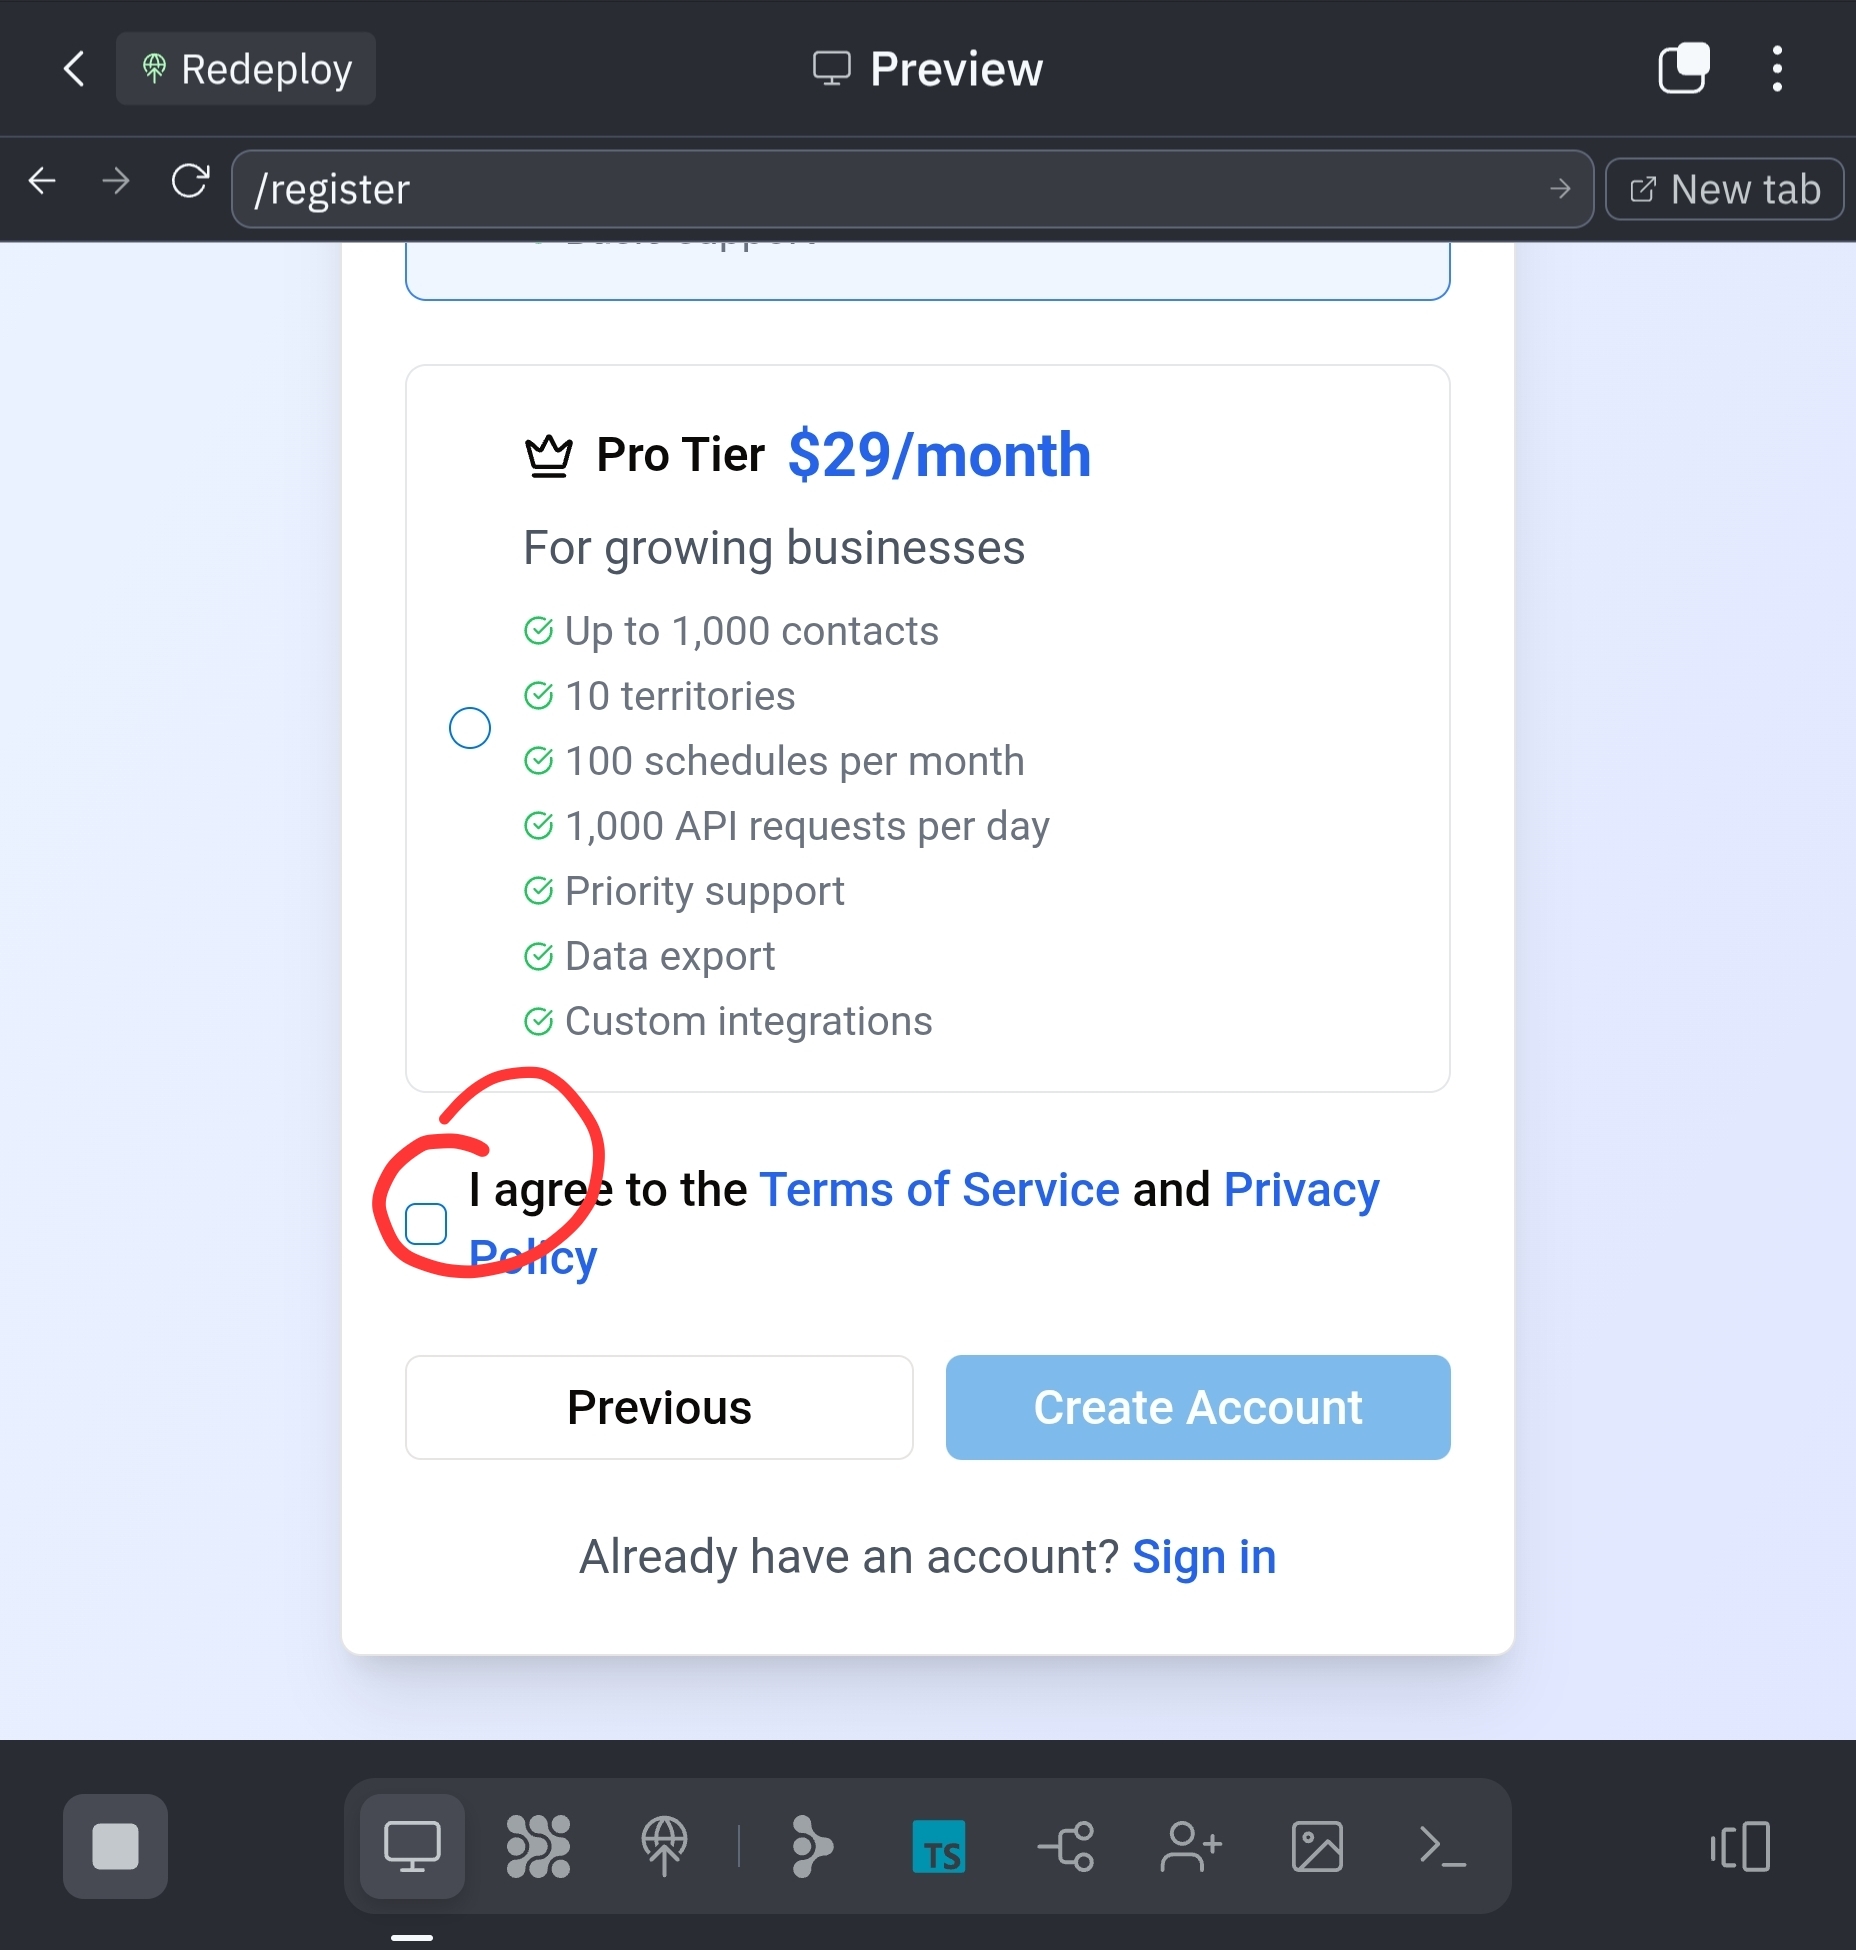 Redeploy
Preview
/register
New tab
Basic support
Pro Tier $29/month
For growing businesses
Up to 1,000 contacts
10 territories
100 schedules per month
1,000 API requests per day
Priority support
Data export
Custom integrations
I agree to the Terms of Service and Privacy
Policy
Previous
Create Account
Already have an account? Sign in
TS